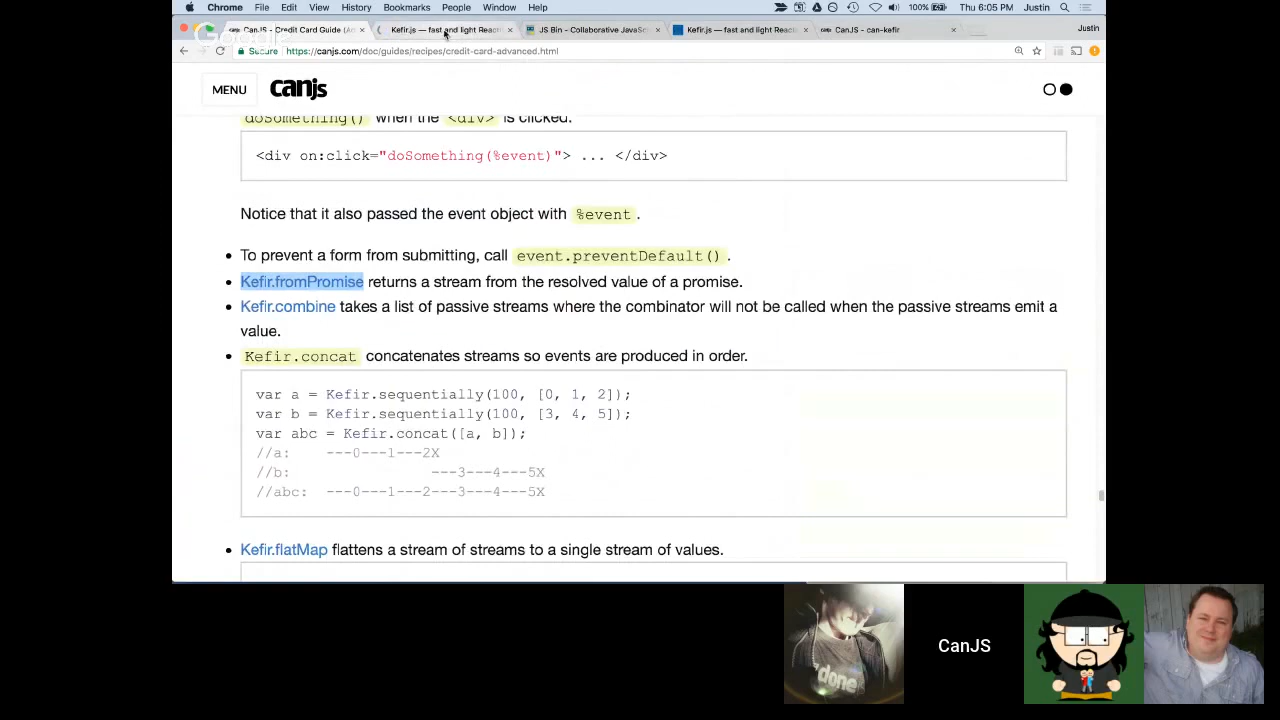 Chrome File Edit View History Bookmarks People Window Help 100% Thu 6:05 PM Justin
CanJS - Credit Card Guide (A Kefir.js — fast and light React JS Bin - Collaborative JavaSc Kefir.js — fast and light Reac CanJS - can-kefir Justin
Secure https://canjs.com/doc/guides/recipes/credit-card-advanced.html
MENU canjs
doSomething() when the <div> is clicked.
<div on:click="doSomething(%event)"> ... </div>
Notice that it also passed the event object with %event .
• To prevent a form from submitting, call event.preventDefault() .
• Kefir.fromPromise returns a stream from the resolved value of a promise.
• Kefir.combine takes a list of passive streams where the combinator will not be called when the passive streams emit a
value.
• Kefir.concat concatenates streams so events are produced in order.
var a = Kefir.sequentially(100, [0, 1, 2]);
var b = Kefir.sequentially(100, [3, 4, 5]);
var abc = Kefir.concat([a, b]);
//a:    ---0---1---2X
//b:                ---3---4---5X
//abc:  ---0---1---2---3---4---5X
• Kefir.flatMap flattens a stream of streams to a single stream of values.
done
CanJS